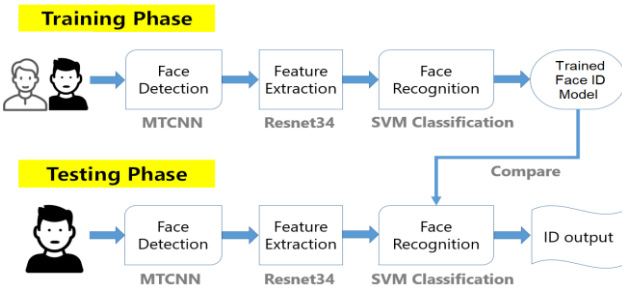 Training Phase
Face
Detection
MTCNN
Feature
Extraction
Resnet34
Face
Recognition
SVM Classification
Trained
Face ID
Model
Compare
Testing Phase
Face
Detection
MTCNN
Feature
Extraction
Resnet34
Face
Recognition
SVM Classification
ID output